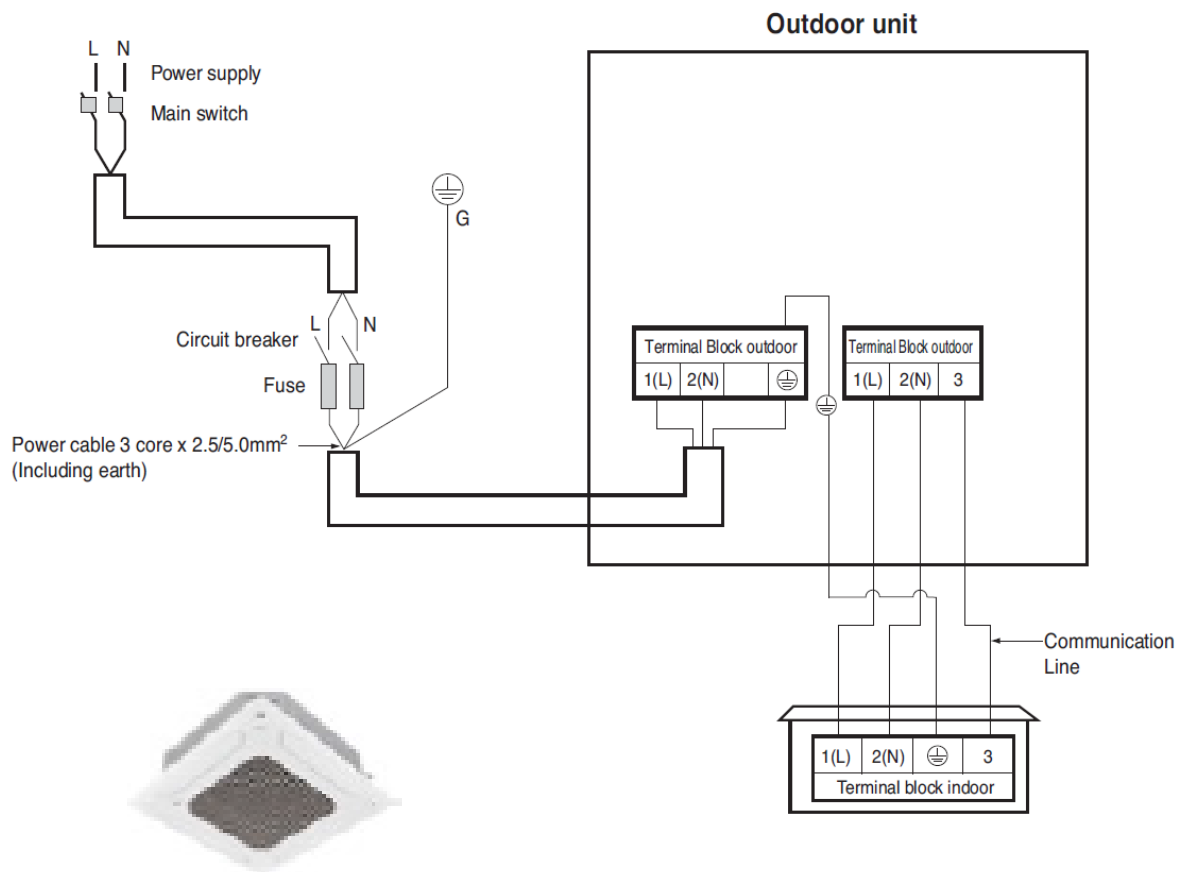 Outdoor unit
L N
Power supply
Main switch
G
L N
Circuit breaker
Fuse
Power cable 3 core x 2.5/5.0mm²
(Including earth)
Terminal Block outdoor
1(L) 2(N)
Terminal Block outdoor
1(L) 2(N) 3
Communication
Line
1(L) 2(N) 3
Terminal block indoor